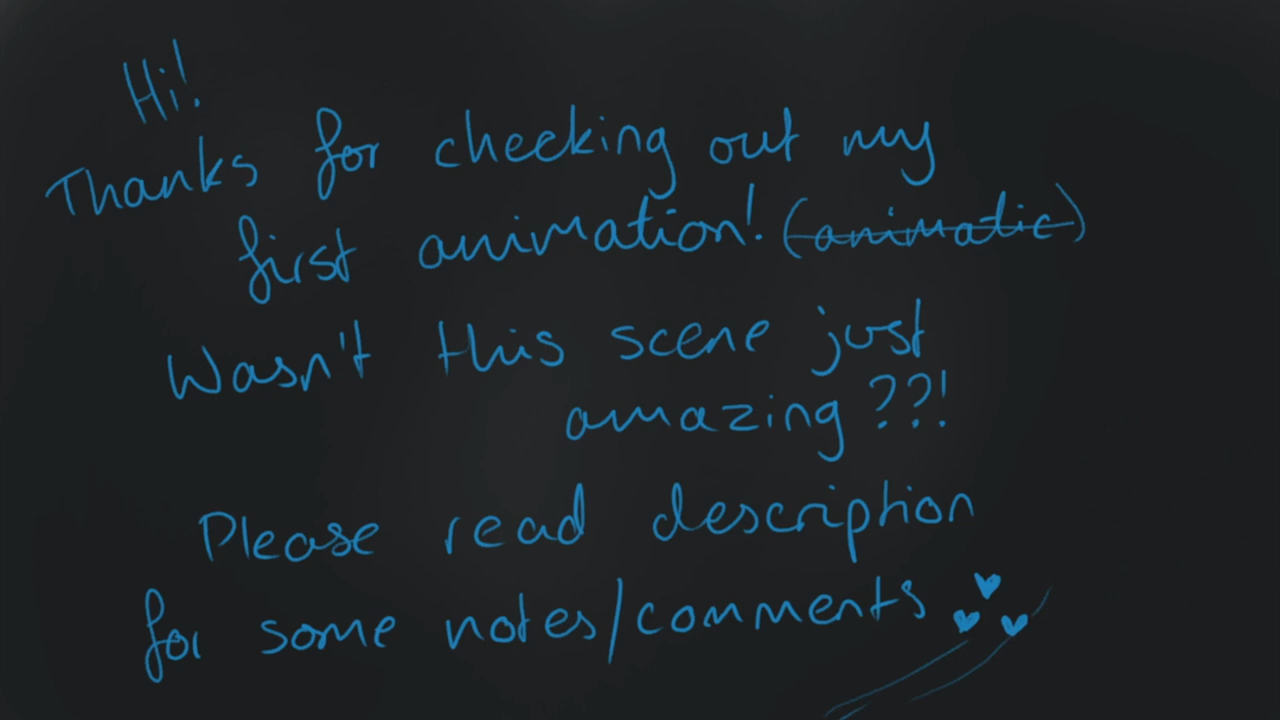 Hi!
Thanks for checking out my
first animation! (animatic)
Wasn't this scene just
amazing??!
Please read description
for some notes/comments